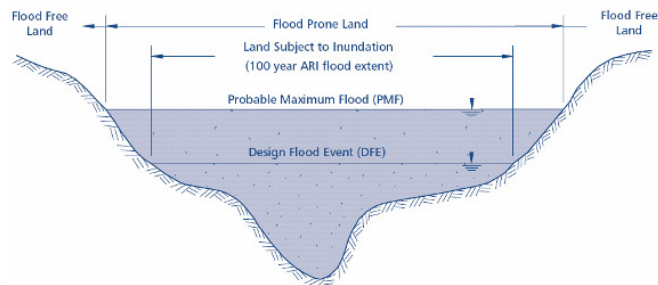 Flood Free
Land
Flood Prone Land
Flood Free
Land
Land Subject to Inundation
(100 year ARI flood extent)
Probable Maximum Flood (PMF)
Design Flood Event (DFE)